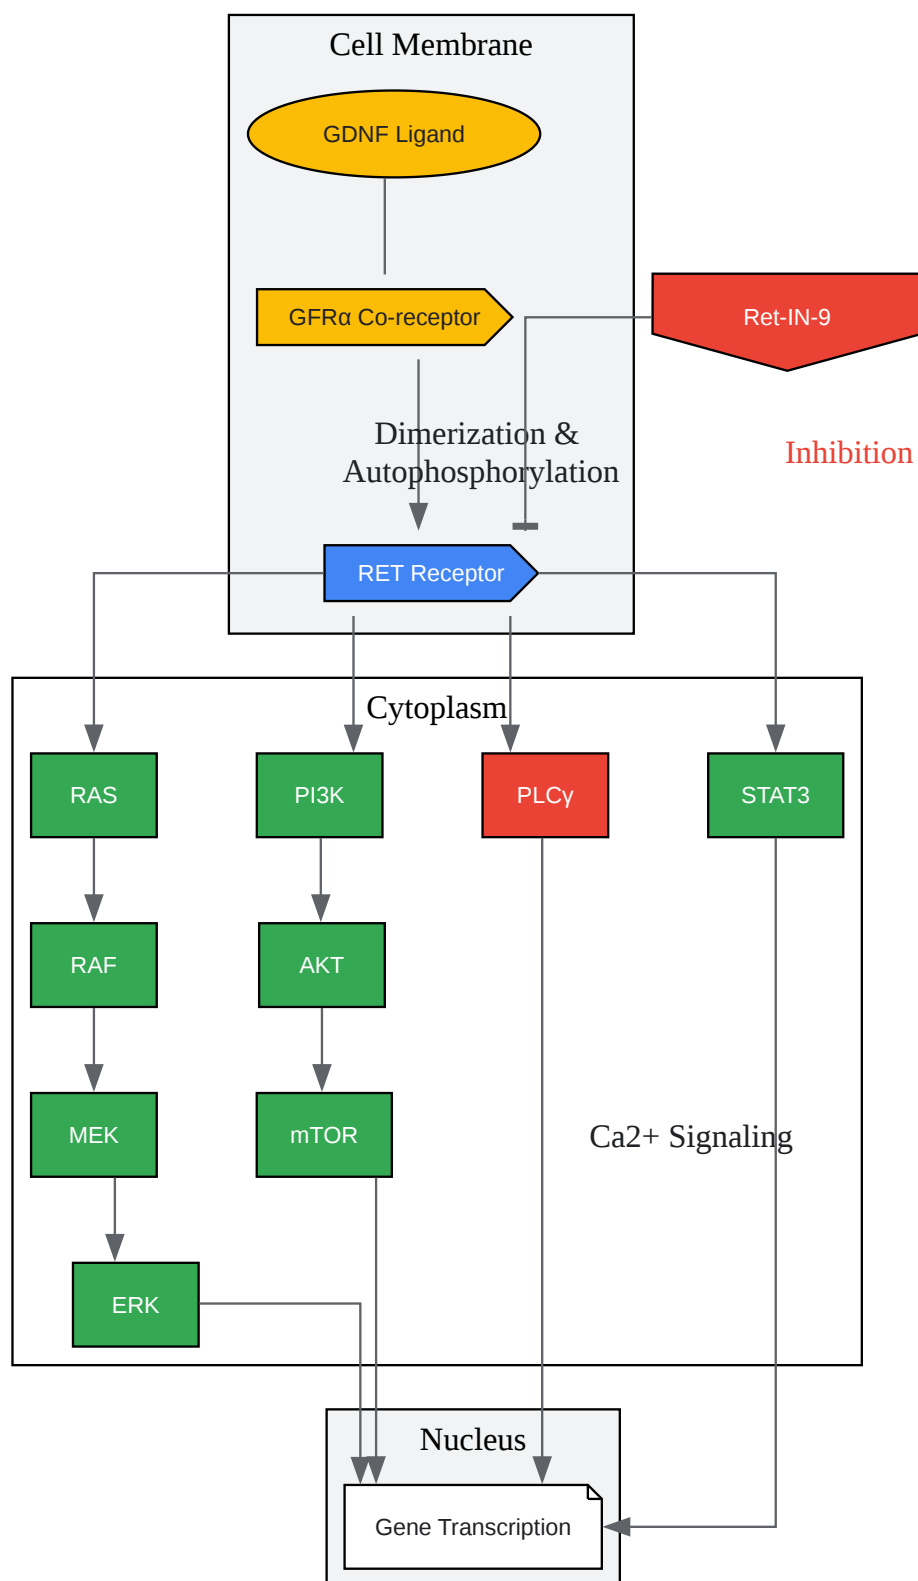 Cell Membrane
GDNF Ligand
GFRα Co-receptor
Ret-IN-9
Dimerization &
Autophosphorylation
Inhibition
RET Receptor
Cytoplasm
RAS
PI3K
PLCγ
STAT3
RAF
AKT
MEK
mTOR
Ca2+ Signaling
ERK
Nucleus
Gene Transcription